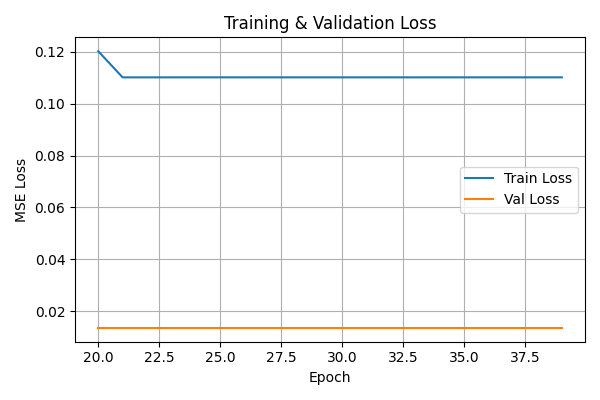 Training & Validation Loss
MSE Loss
0.12
0.10
0.08
0.06
0.04
0.02
Train Loss
Val Loss
20.0 22.5 25.0 27.5 30.0 32.5 35.0 37.5
Epoch